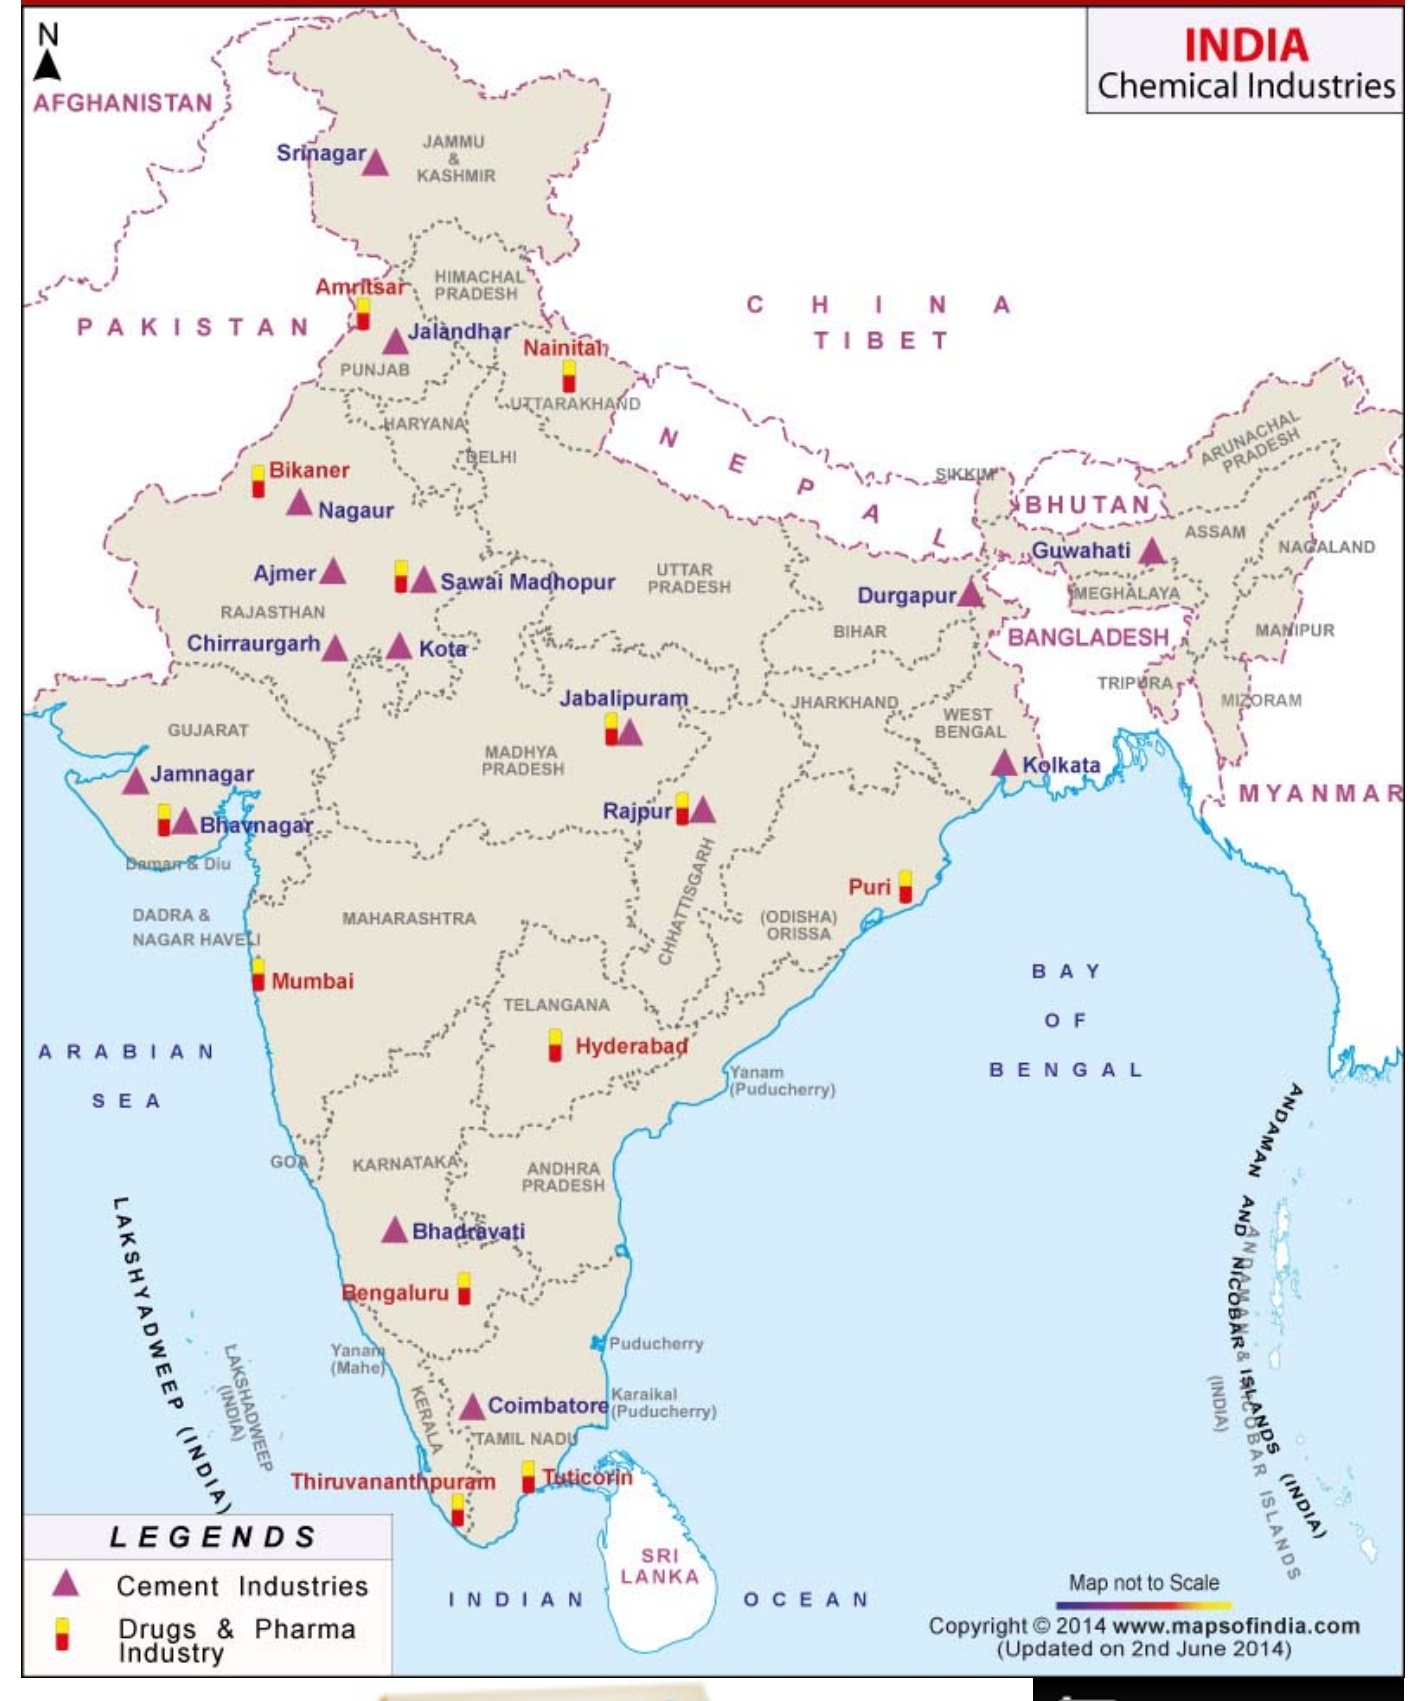 N
INDIA
Chemical Industries
AFGHANISTAN
Srinagar
JAMMU
&
KASHMIR
HIMACHAL
PRADESH
Amritsar
PAKISTAN
Jalandhar
PUNJAB
Nainital
UTTARAKHAND
CHINA
TIBET
HARYANA
DELHI
NEPAL
SIKKIM
BHUTAN
ARUNACHAL
PRADESH
Bikaner
Nagaur
ASSAM
NAGALAND
Guwahati
Ajmer
Sawai Madhopur
UTTAR
PRADESH
Durgapur
MEGHALAYA
RAJASTHAN
BIHAR
BANGLADESH
MANIPUR
Chirraurgarh
Kota
TRIPURA
MIZORAM
Jabalipuram
JHARKHAND
WEST
BENGAL
GUJARAT
MADHYA
PRADESH
Jamnagar
Kolkata
MYANMAR
Bhavnagar
Rajpur
Daman & Diu
CHHATTISGARH
Puri
DADRA &
NAGAR HAVELI
MAHARASHTRA
(ODISHA)
ORISSA
Mumbai
BAY
OF
BENGAL
TELANGANA
Hyderabad
ARABIAN
SEA
Yanam
(Puducherry)
GOA
KARNATAKA
ANDHRA
PRADESH
ANDAMAN AND NICOBAR ISLANDS (INDIA)
ANDAMAN & NICOBAR ISLANDS
(INDIA)
LAKSHYADWEEP (INDIA)
LAKSHADWEEP
(INDIA)
Bhadravati
Bengaluru
Yanam
(Mahe)
Puducherry
KERALA
Coimbatore
Karaikal
(Puducherry)
TAMIL NADU
Thiruvananthpuram
Tuticorin
SRI
LANKA
INDIAN OCEAN
LEGENDS
Cement Industries
Drugs & Pharma
Industry
Map not to Scale
Copyright © 2014 www.mapsofindia.com
(Updated on 2nd June 2014)